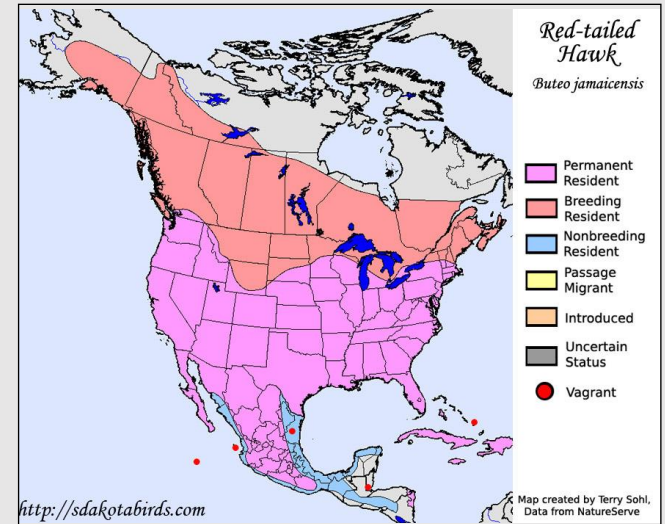 Red-tailed
Hawk
Buteo jamaicensis
Permanent
Resident
Breeding
Resident
Nonbreeding
Resident
Passage
Migrant
Introduced
Uncertain
Status
Vagrant
http://sdakotabirds.com
Map created by Terry Sohl,
Data from NatureServe